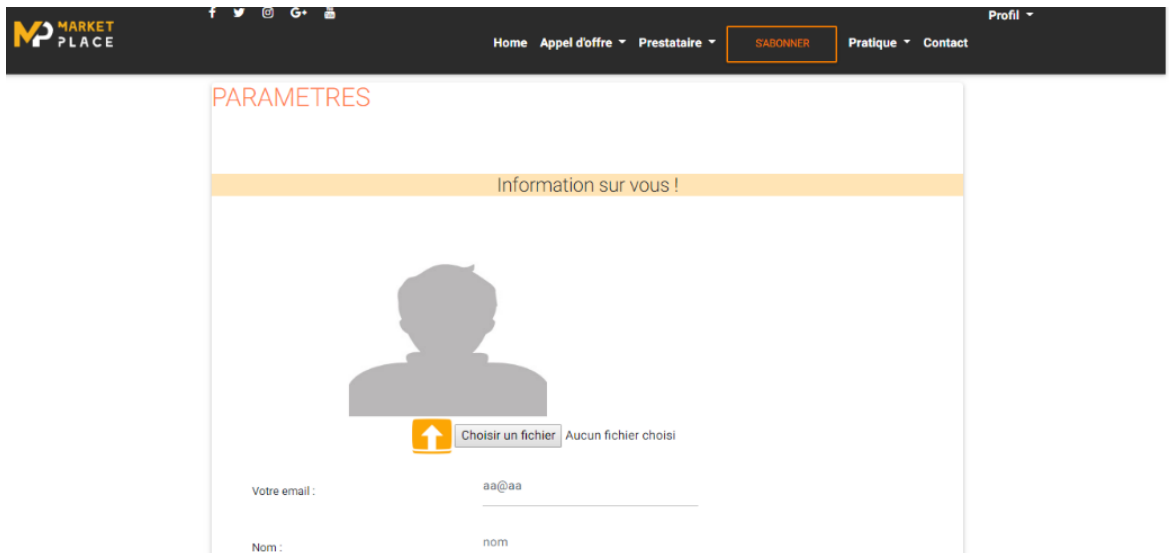 MARKET
PLACE
Profil
Home Appel d'offre Prestataire S'ABONNER Pratique Contact
PARAMETRES
Information sur vous !
Choisir un fichier Aucun fichier choisi
Votre email : aa@aa
Nom : nom